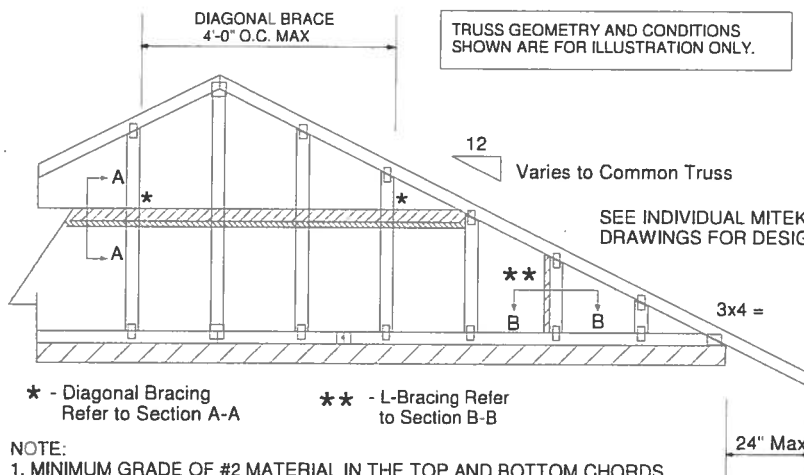 DIAGONAL BRACE
4'-0" O.C. MAX
TRUSS GEOMETRY AND CONDITIONS
SHOWN ARE FOR ILLUSTRATION ONLY.
12
Varies to Common Truss
A
*
*
A
SEE INDIVIDUAL MITEK
DRAWINGS FOR DESIG
**
B
B
3x4 =
* - Diagonal Bracing
Refer to Section A-A
** - L-Bracing Refer
to Section B-B
24" Max
NOTE:
1. MINIMUM GRADE OF #2 MATERIAL IN THE TOP AND BOTTOM CHORDS